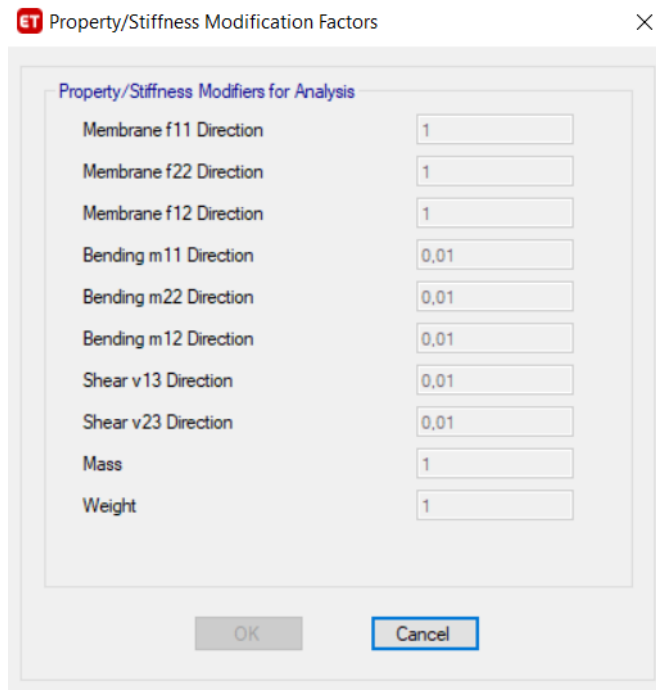 ET Property/Stiffness Modification Factors
Property/Stiffness Modifiers for Analysis
Membrane f11 Direction 1
Membrane f22 Direction 1
Membrane f12 Direction 1
Bending m11 Direction 0,01
Bending m22 Direction 0,01
Bending m12 Direction 0,01
Shear v13 Direction 0,01
Shear v23 Direction 0,01
Mass 1
Weight 1
OK Cancel